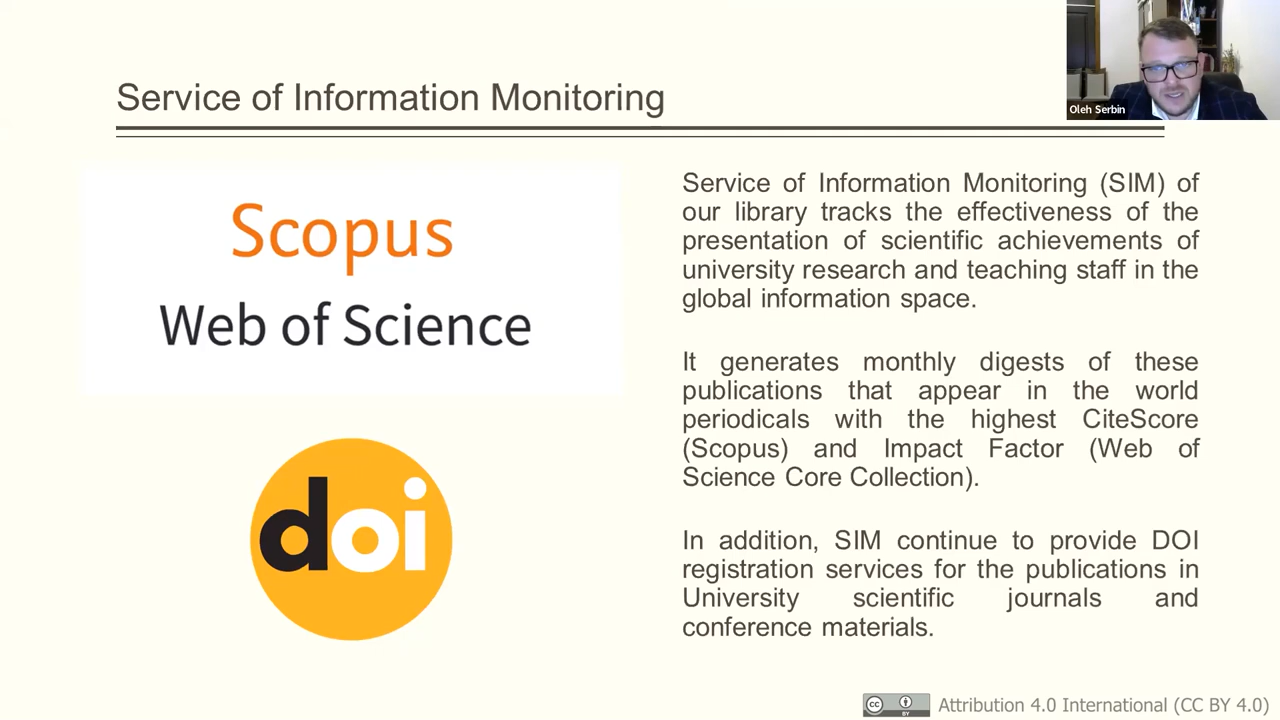 Service of Information Monitoring
Oleh Serbin
Scopus
Web of Science
doi
Service of Information Monitoring (SIM) of
our library tracks the effectiveness of the
presentation of scientific achievements of
university research and teaching staff in the
global information space.
It generates monthly digests of these
publications that appear in the world
periodicals with the highest CiteScore
(Scopus) and Impact Factor (Web of
Science Core Collection).
In addition, SIM continue to provide DOI
registration services for the publications in
University scientific journals and
conference materials.
cc BY
Attribution 4.0 International (CC BY 4.0)